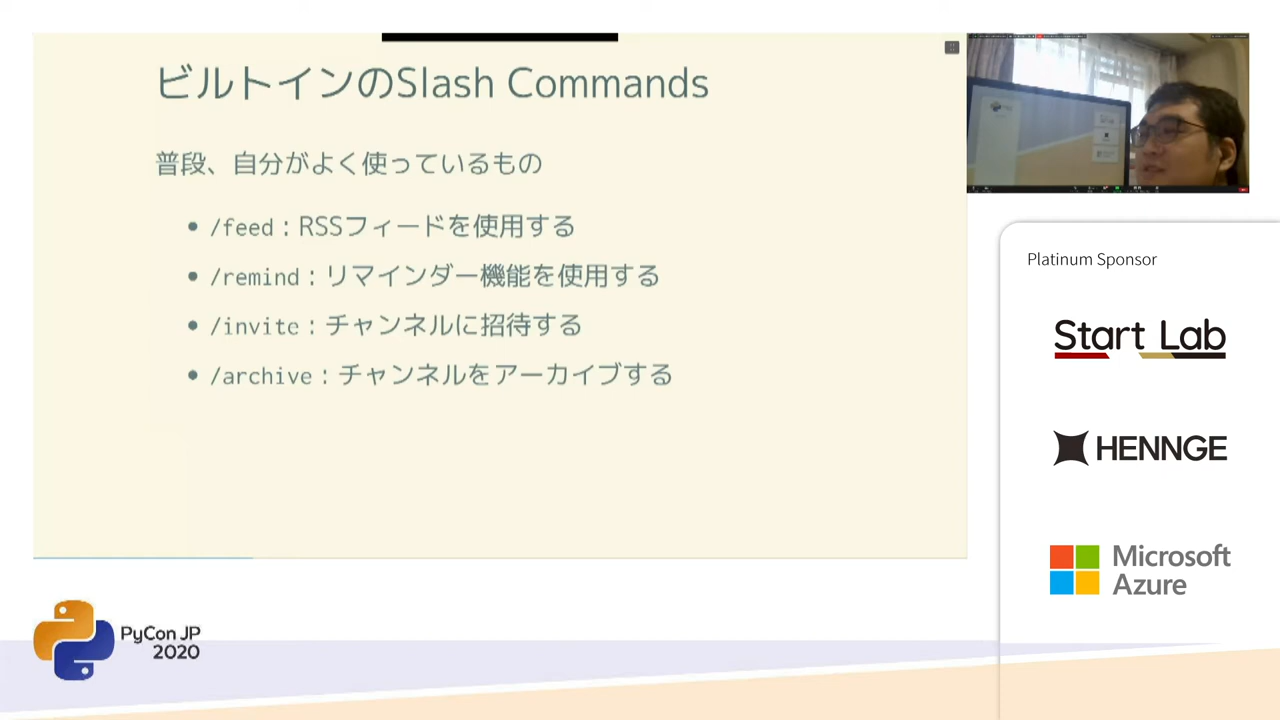 ビルトインのSlash Commands
普段、自分がよく使っているもの
/feed : RSSフィードを使用する
/remind : リマインダー機能を使用する
/invite : チャンネルに招待する
/archive : チャンネルをアーカイブする
Platinum Sponsor
Start Lab
HENNGE
Microsoft
Azure
PyCon JP
2020